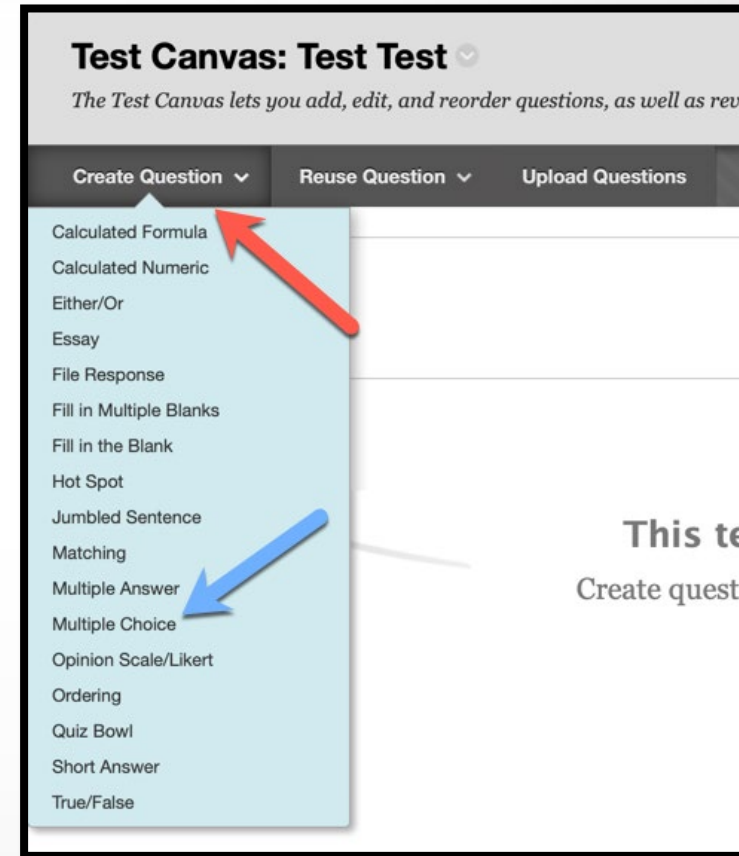 Test Canvas: Test Test
The Test Canvas lets you add, edit, and reorder questions, as well as rev
Create Question
Reuse Question
Upload Questions
Calculated Formula
Calculated Numeric
Either/Or
Essay
File Response
Fill in Multiple Blanks
Fill in the Blank
Hot Spot
Jumbled Sentence
Matching
Multiple Answer
Multiple Choice
Opinion Scale/Likert
Ordering
Quiz Bowl
Short Answer
True/False
This te
Create quest